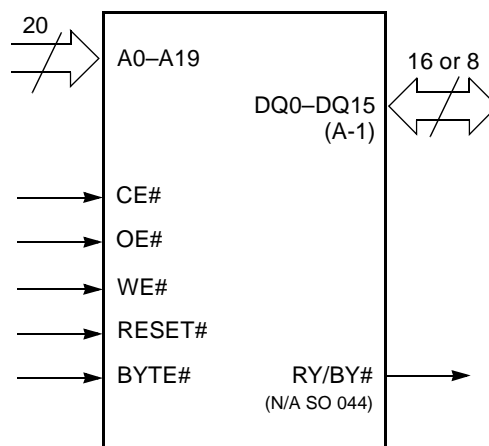 20
A0–A19
16 or 8
DQ0–DQ15
(A-1)
CE#
OE#
WE#
RESET#
BYTE#
RY/BY#
(N/A SO 044)